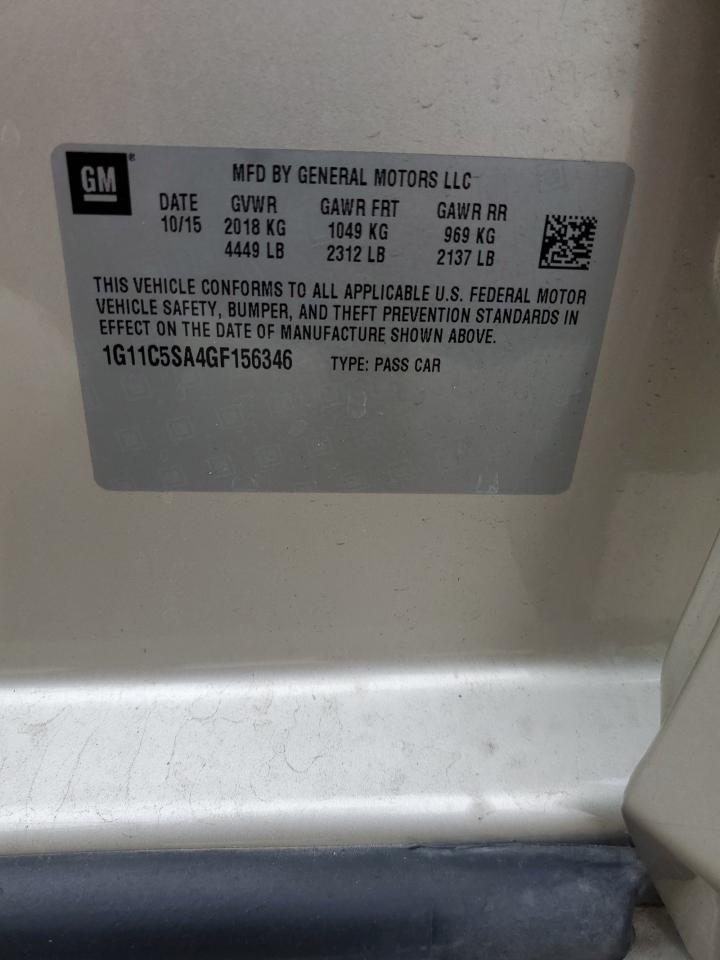 GM®
MFD BY GENERAL MOTORS LLC
DATE GVWR GAWR FRT GAWR RR
10/15 2018 KG 1049 KG 969 KG
4449 LB 2312 LB 2137 LB
THIS VEHICLE CONFORMS TO ALL APPLICABLE U.S. FEDERAL MOTOR
VEHICLE SAFETY, BUMPER, AND THEFT PREVENTION STANDARDS IN
EFFECT ON THE DATE OF MANUFACTURE SHOWN ABOVE.
1G11C5SA4GF156346 TYPE: PASS CAR